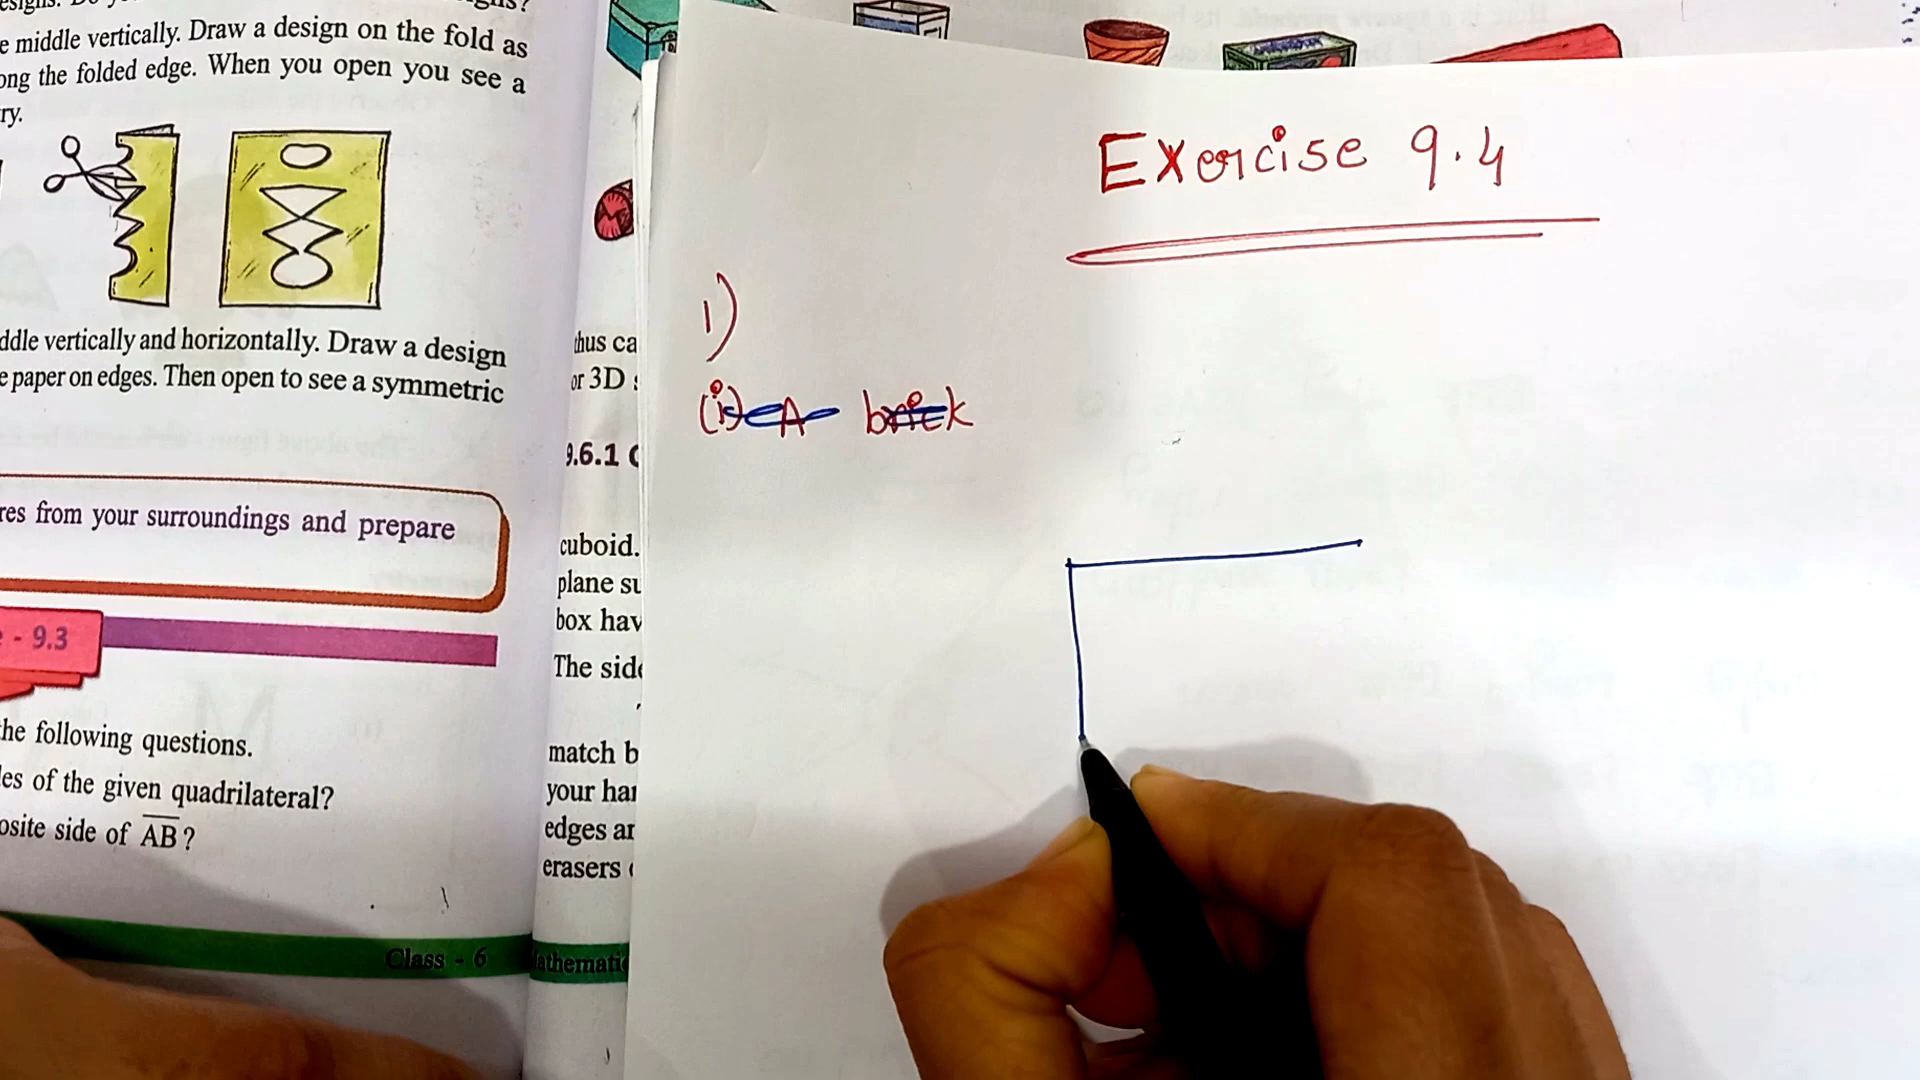 e middle vertically. Draw a design on the fold as
ong the folded edge. When you open you see a
ry.
ddle vertically and horizontally. Draw a design
e paper on edges. Then open to see a symmetric
res from your surroundings and prepare
- 9.3
he following questions.
les of the given quadrilateral?
osite side of AB?
Class - 6
thus ca
or 3D
9.6.1
cuboid.
plane su
box hav
The side
match b
your har
edges ar
erasers
athemati
Exercise 9.4
1)
(i) A brick